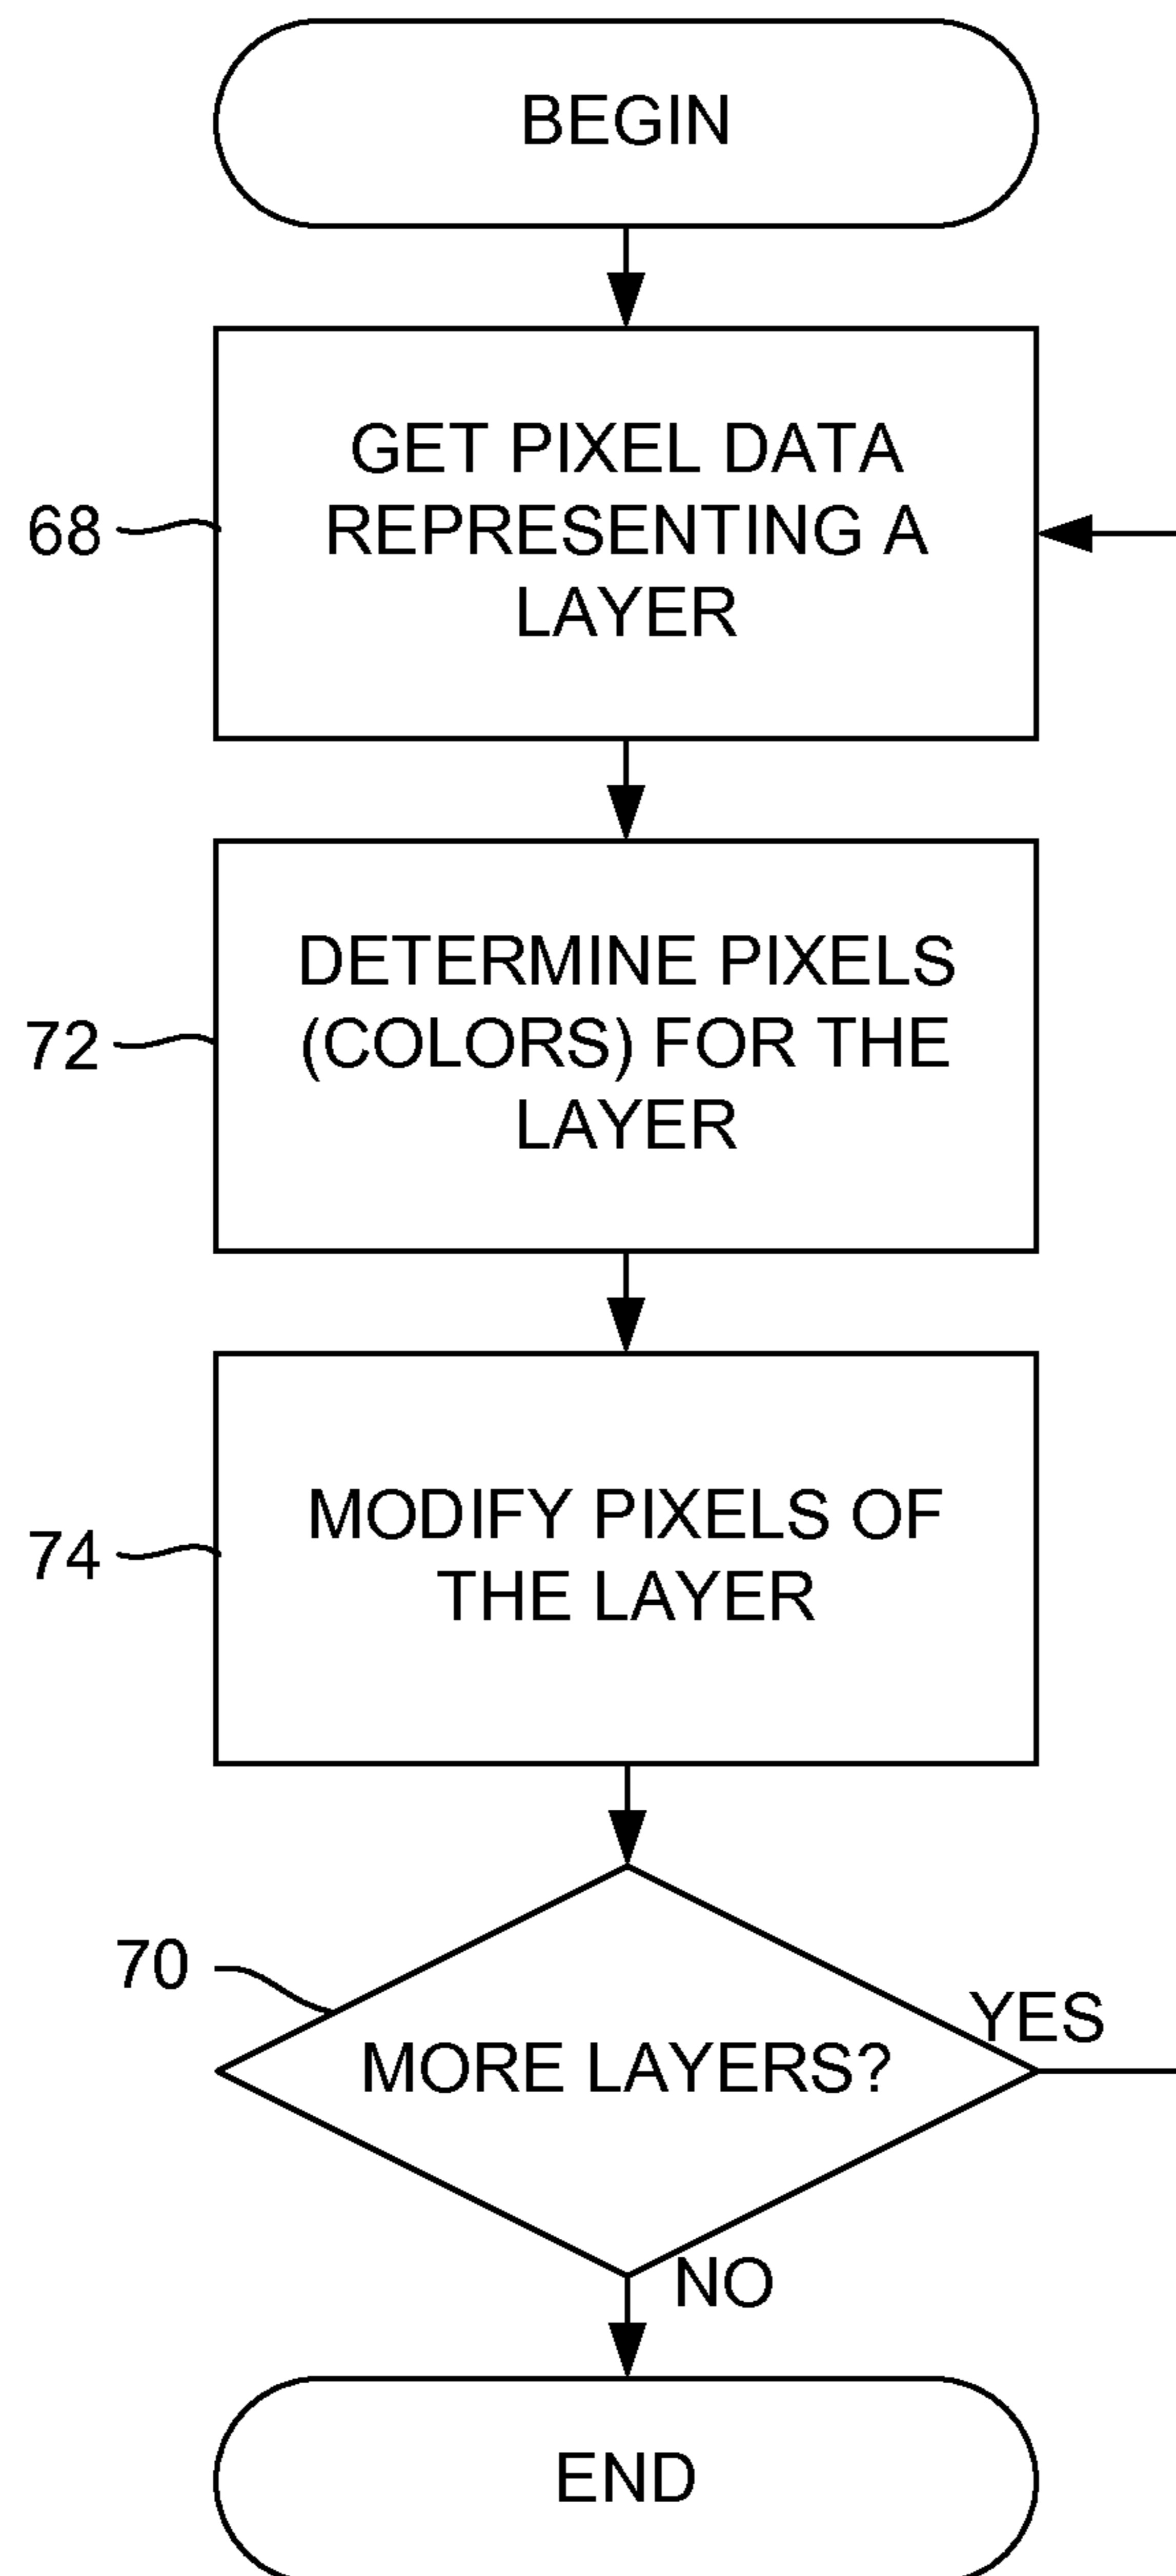 BEGIN
GET PIXEL DATA
REPRESENTING A
LAYER
68
DETERMINE PIXELS
(COLORS) FOR THE
LAYER
72
MODIFY PIXELS OF
THE LAYER
74
70
MORE LAYERS?
YES
NO
END